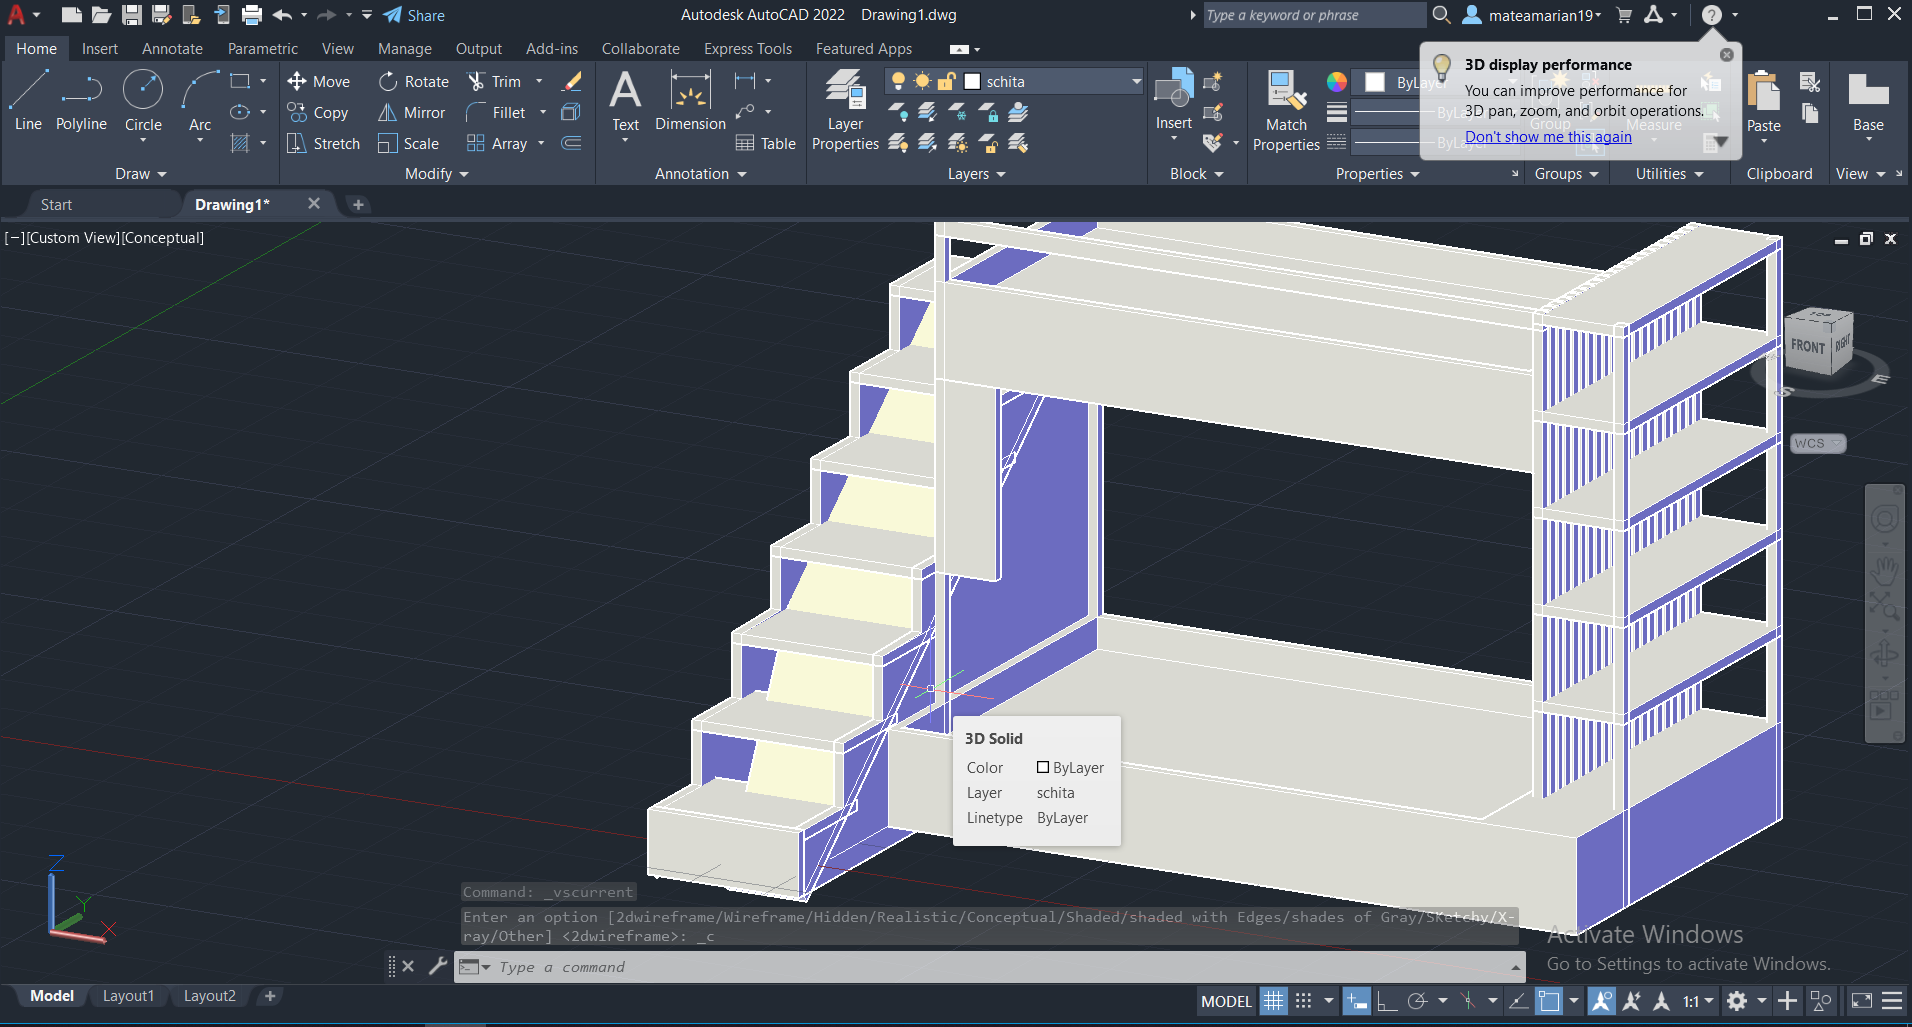 Share
Autodesk AutoCAD 2022 Drawing1.dwg
Type a keyword or phrase
mateamarian19
Home Insert Annotate Parametric View Manage Output Add-ins Collaborate Express Tools Featured Apps
Line Polyline Circle Arc
Draw
Move Rotate Trim
Copy Mirror Fillet
Stretch Scale Array
Modify
Text Dimension Table
Annotation
Layer Properties
schita
Layers
Insert
Block
Match Properties
ByLayer
Properties
3D display performance
You can improve performance for
3D pan, zoom, and orbit operations.
Don't show me this again
Group
Groups
Measure
Utilities
Paste
Clipboard
Base
View
Start Drawing1*
[−][Custom View][Conceptual]
TOP
FRONT RIGHT
S E
WCS
3D Solid
Color ByLayer
Layer schita
Linetype ByLayer
Z
Y
X
Command: _vscurrent
Enter an option [2dwireframe/Wireframe/Hidden/Realistic/Conceptual/Shaded/shaded with Edges/shades of Gray/SKetchy/X-
ray/Other] <2dwireframe>: _c
Type a command
Activate Windows
Go to Settings to activate Windows.
Model Layout1 Layout2
MODEL
1:1